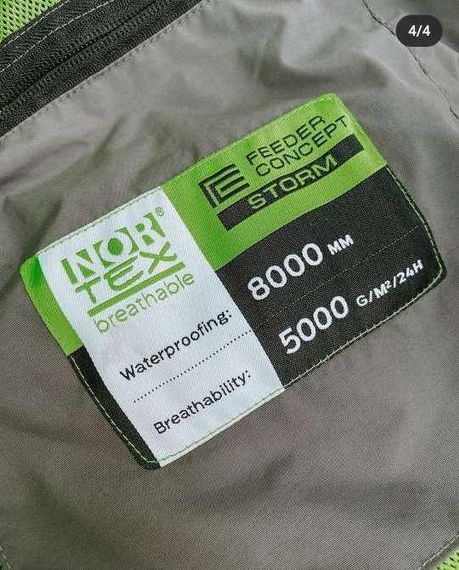 4/4
FEEDER
CONCEPT
STORM
NOR®
TEX
breathable
Waterproofing: 8000 MM
Breathability: 5000 G/M²/24H